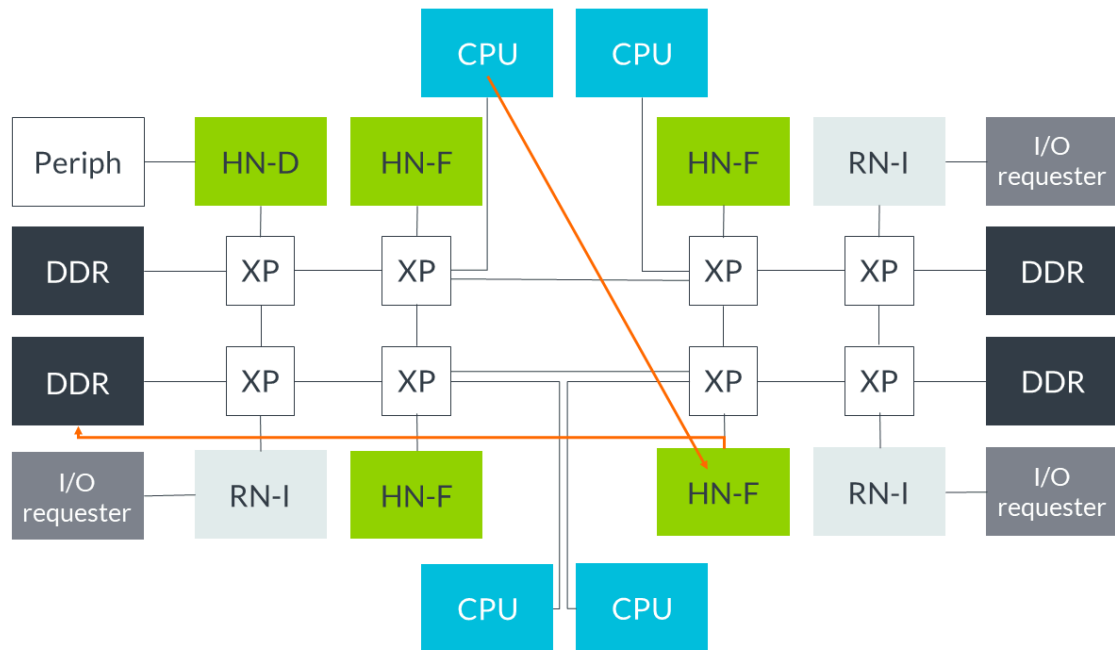 CPU
CPU
Periph
HN-D
HN-F
HN-F
RN-I
I/O
requester
DDR
XP
XP
XP
XP
DDR
DDR
XP
XP
XP
XP
DDR
I/O
requester
RN-I
HN-F
HN-F
RN-I
I/O
requester
CPU
CPU